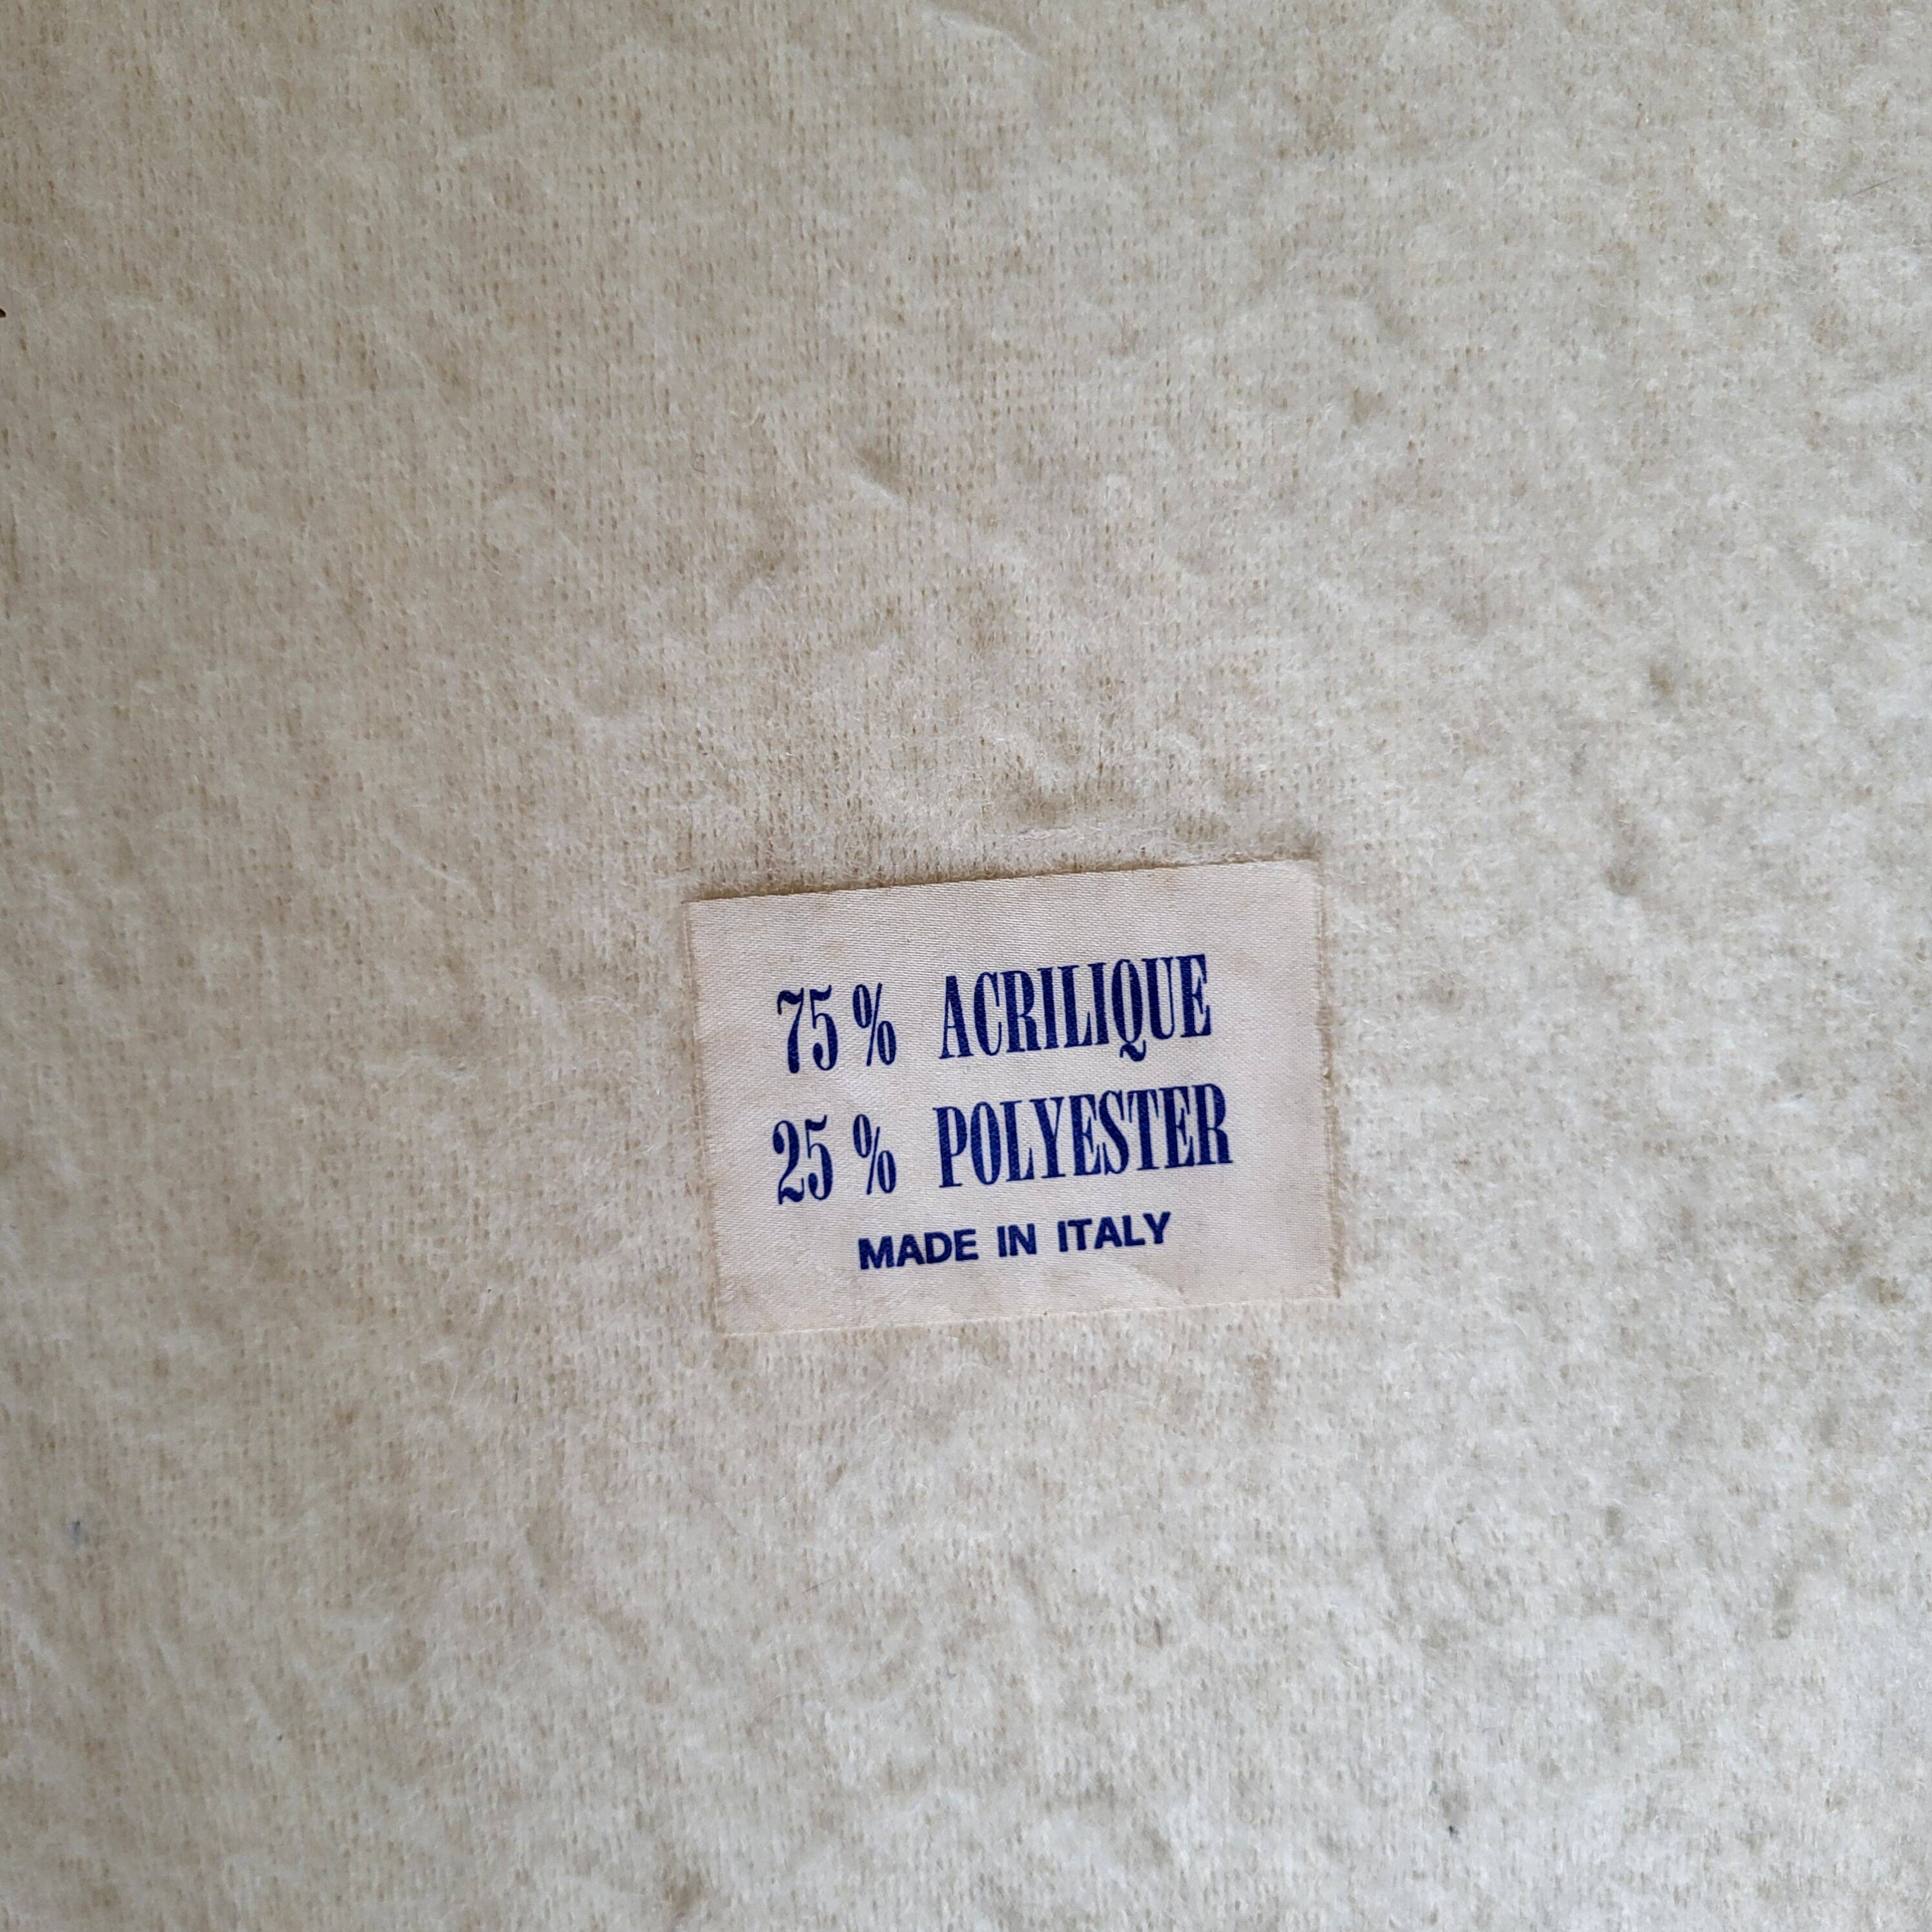 75 % ACRILIQUE
25 % POLYESTER
MADE IN ITALY